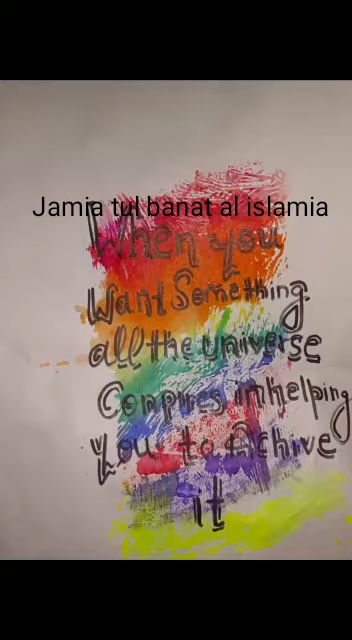 Jamia tul banat al islamia
When you
Want Something
all the universe
Conpires in helping
you to Achive
it